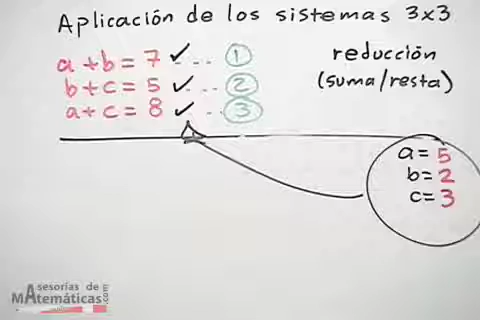 Aplicación de los sistemas 3x3
a + b = 7 ✓ ... 1
b + c = 5 ✓ ... 2
a + c = 8 ✓ ... 3
reducción
(suma/resta)
a = 5
b = 2
c = 3
Asesorías de
MAtemáticas.com